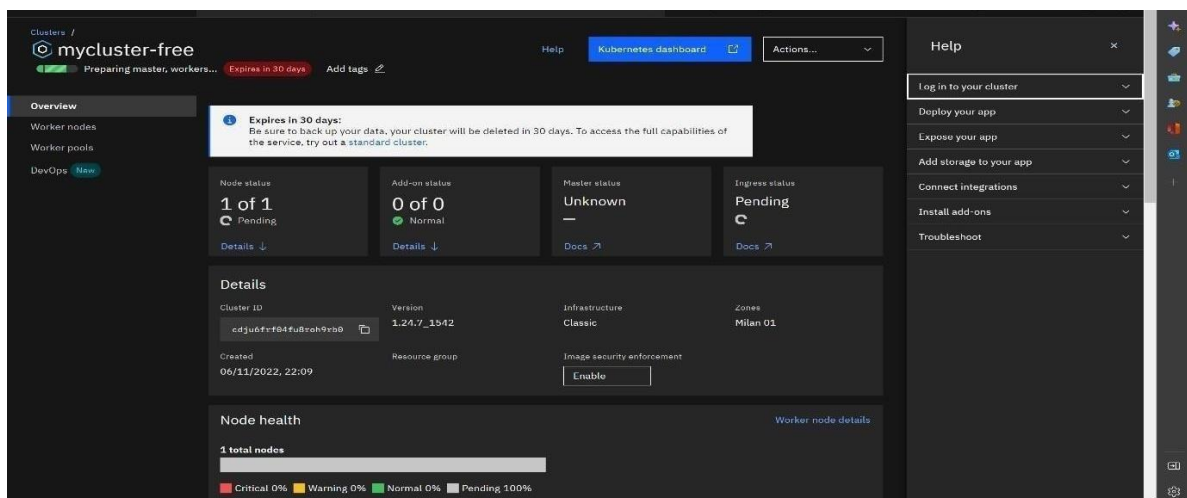 Clusters /
mycluster-free
Preparing master, workers... Expires in 30 days Add tags
Help Kubernetes dashboard Actions...
Overview
Worker nodes
Worker pools
DevOps New
Expires in 30 days:
Be sure to back up your data, your cluster will be deleted in 30 days. To access the full capabilities of
the service, try out a standard cluster.
Node status
1 of 1
Pending
Details ↓
Add-on status
0 of 0
Normal
Details ↓
Master status
Unknown
—
Docs ↗
Ingress status
Pending
Docs ↗
Details
Cluster ID
cdju6frf04fu8roh9rb0
Version
1.24.7_1542
Infrastructure
Classic
Zones
Milan 01
Created
06/11/2022, 22:09
Resource group
Image security enforcement
Enable
Node health
Worker node details
1 total nodes
Critical 0% Warning 0% Normal 0% Pending 100%
Help
Log in to your cluster
Deploy your app
Expose your app
Add storage to your app
Connect integrations
Install add-ons
Troubleshoot